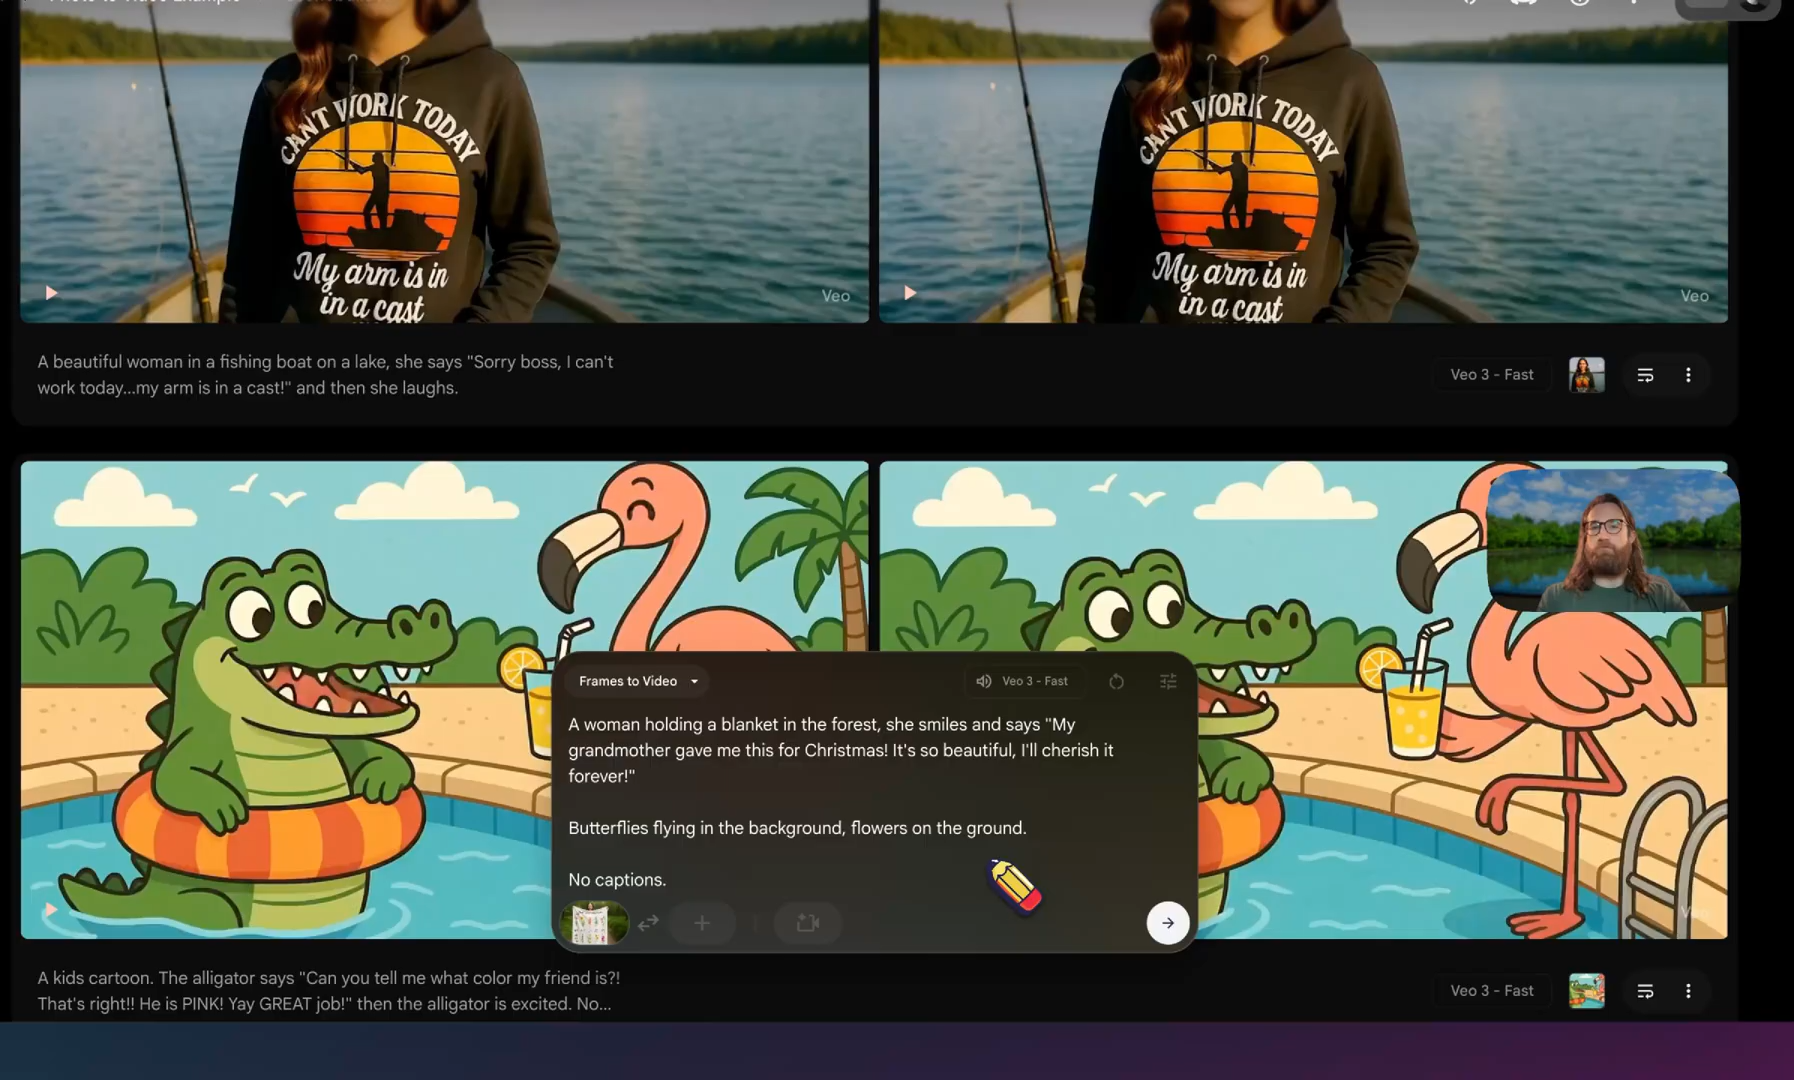 CANT WORK TODAY
My arm is in
in a cast
Veo
CANT WORK TODAY
My arm is in
in a cast
Veo
A beautiful woman in a fishing boat on a lake, she says "Sorry boss, I can't
work today...my arm is in a cast!" and then she laughs.
Veo 3 - Fast
Frames to Video
Veo 3 - Fast
A woman holding a blanket in the forest, she smiles and says "My
grandmother gave me this for Christmas! It's so beautiful, I'll cherish it
forever!"
Butterflies flying in the background, flowers on the ground.
No captions.
Veo
A kids cartoon. The alligator says "Can you tell me what color my friend is?!
That's right!! He is PINK! Yay GREAT job!" then the alligator is excited. No...
Veo 3 - Fast